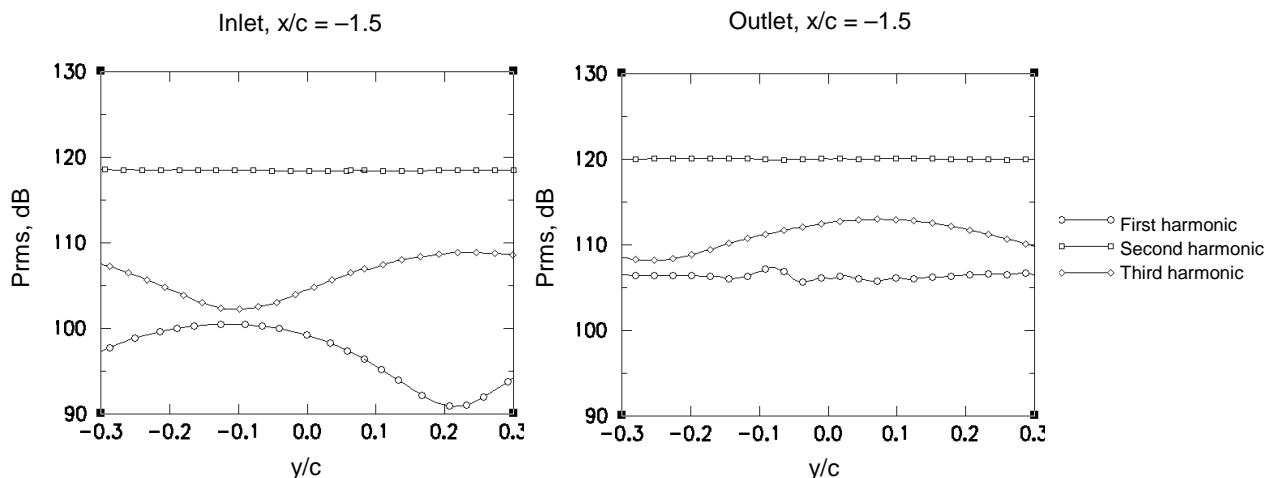 Inlet, x/c = –1.5
130
120
110
100
90
Prms, dB
–0.3
–0.2
–0.1
0.0
0.1
0.2
0.3
y/c
Outlet, x/c = –1.5
130
120
110
100
90
Prms, dB
–0.3
–0.2
–0.1
0.0
0.1
0.2
0.3
y/c
First harmonic
Second harmonic
Third harmonic